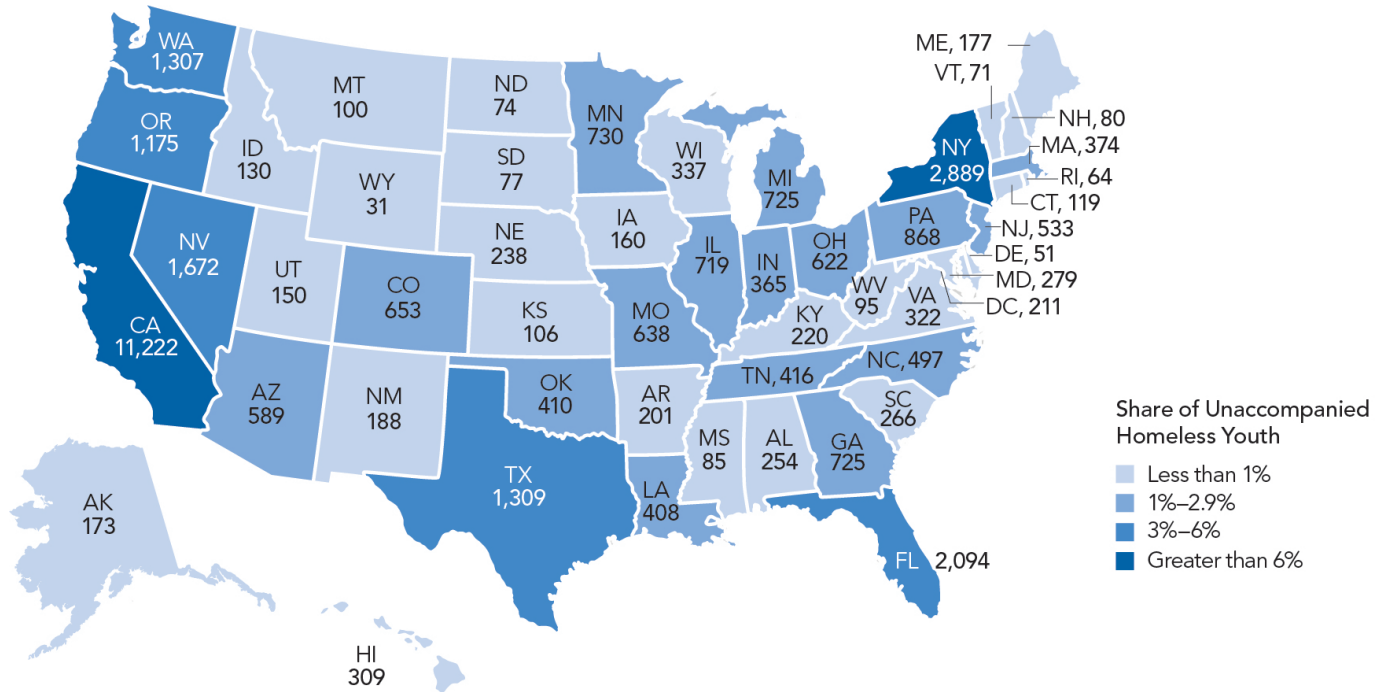 WA
1,307
OR
1,175
CA
11,222
NV
1,672
ID
130
MT
100
WY
31
UT
150
AZ
589
CO
653
NM
188
ND
74
SD
77
NE
238
KS
106
OK
410
TX
1,309
MN
730
IA
160
MO
638
AR
201
LA
408
WI
337
IL
719
MI
725
IN
365
OH
622
KY
220
TN, 416
MS
85
AL
254
GA
725
FL 2,094
SC
266
NC, 497
VA
322
WV
95
PA
868
NY
2,889
ME, 177
VT, 71
NH, 80
MA, 374
RI, 64
CT, 119
NJ, 533
DE, 51
MD, 279
DC, 211
AK
173
HI
309
Share of Unaccompanied
Homeless Youth
Less than 1%
1%–2.9%
3%–6%
Greater than 6%